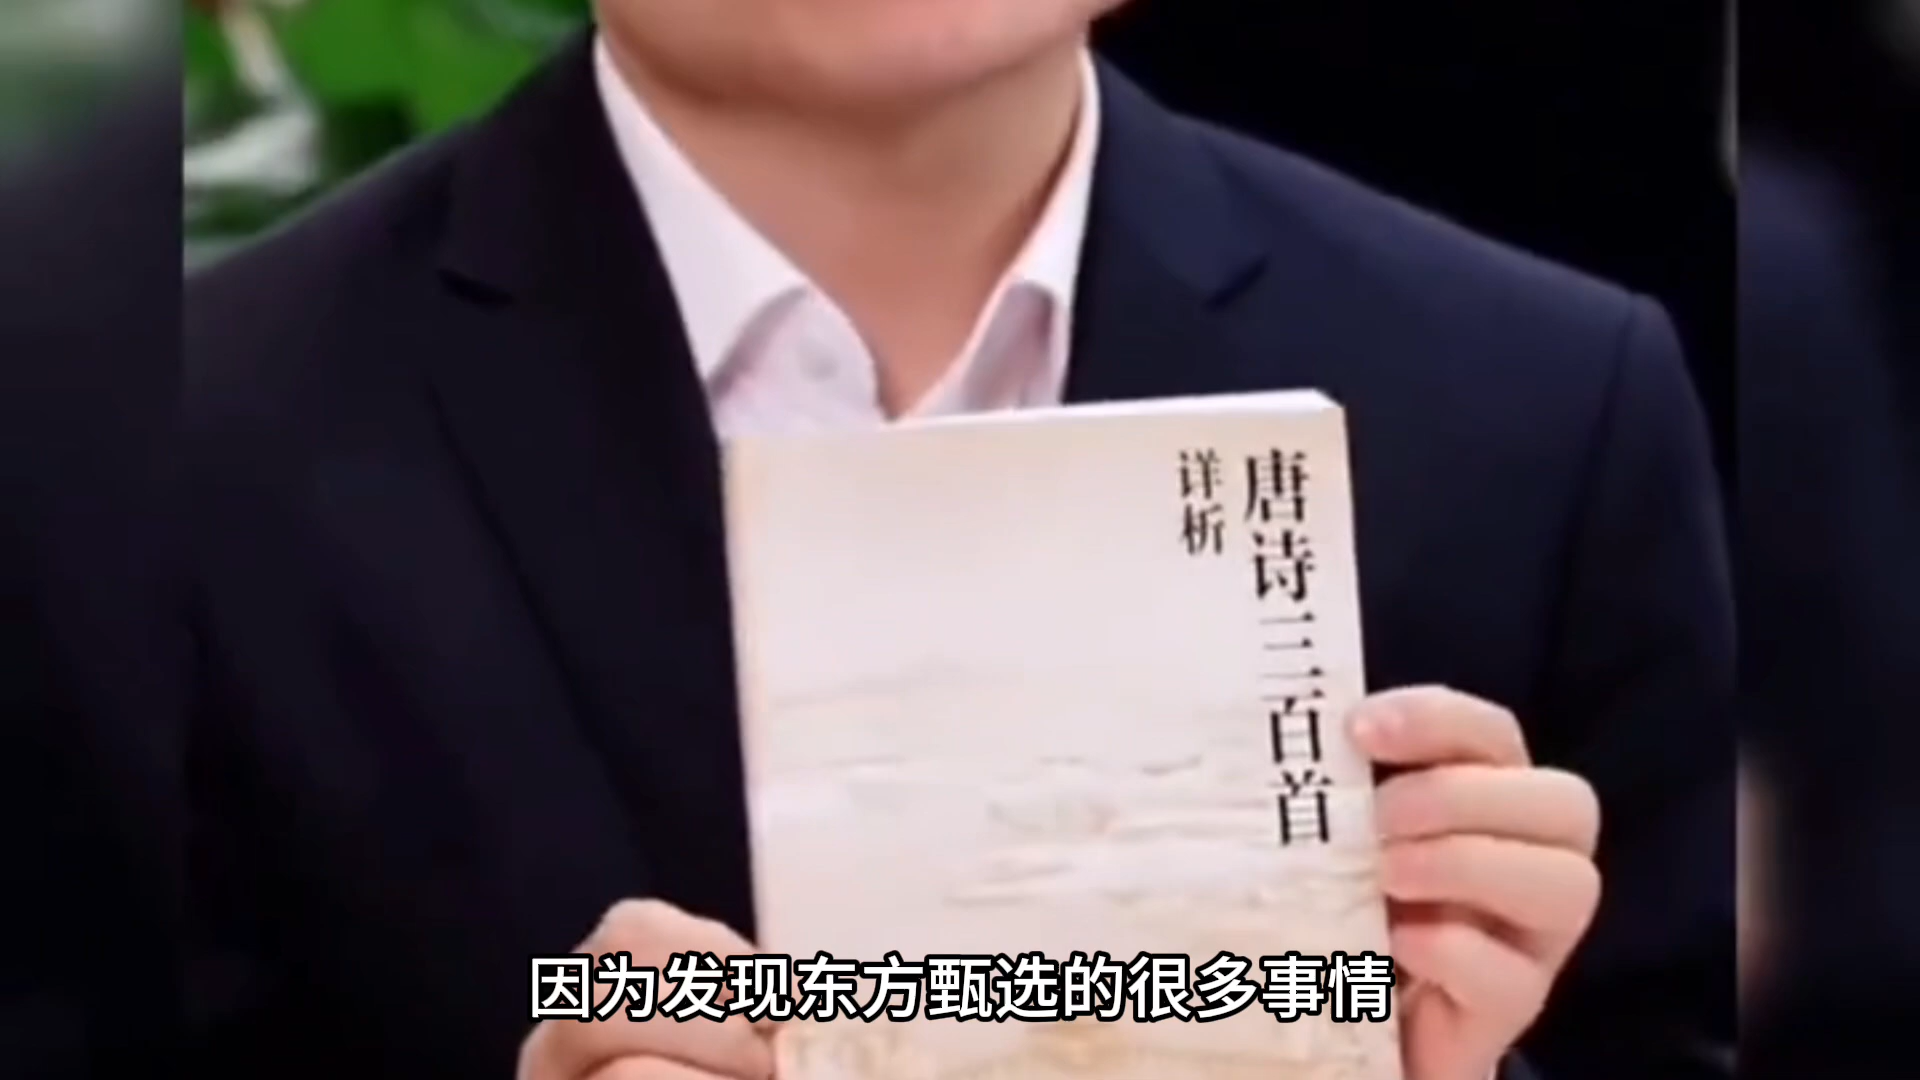 唐诗三百首
详析
因为发现东方甄选的很多事情